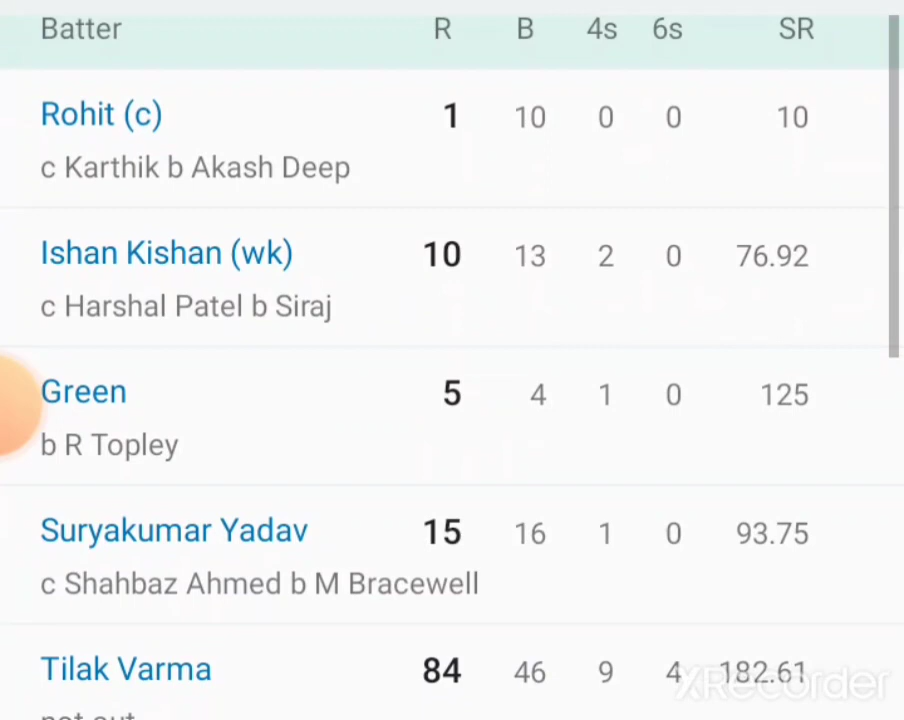 Batter R B 4s 6s SR
Rohit (c) 1 10 0 0 10
c Karthik b Akash Deep
Ishan Kishan (wk) 10 13 2 0 76.92
c Harshal Patel b Siraj
Green 5 4 1 0 125
b R Topley
Suryakumar Yadav 15 16 1 0 93.75
c Shahbaz Ahmed b M Bracewell
Tilak Varma 84 46 9 4 182.61
not out
XRecorder